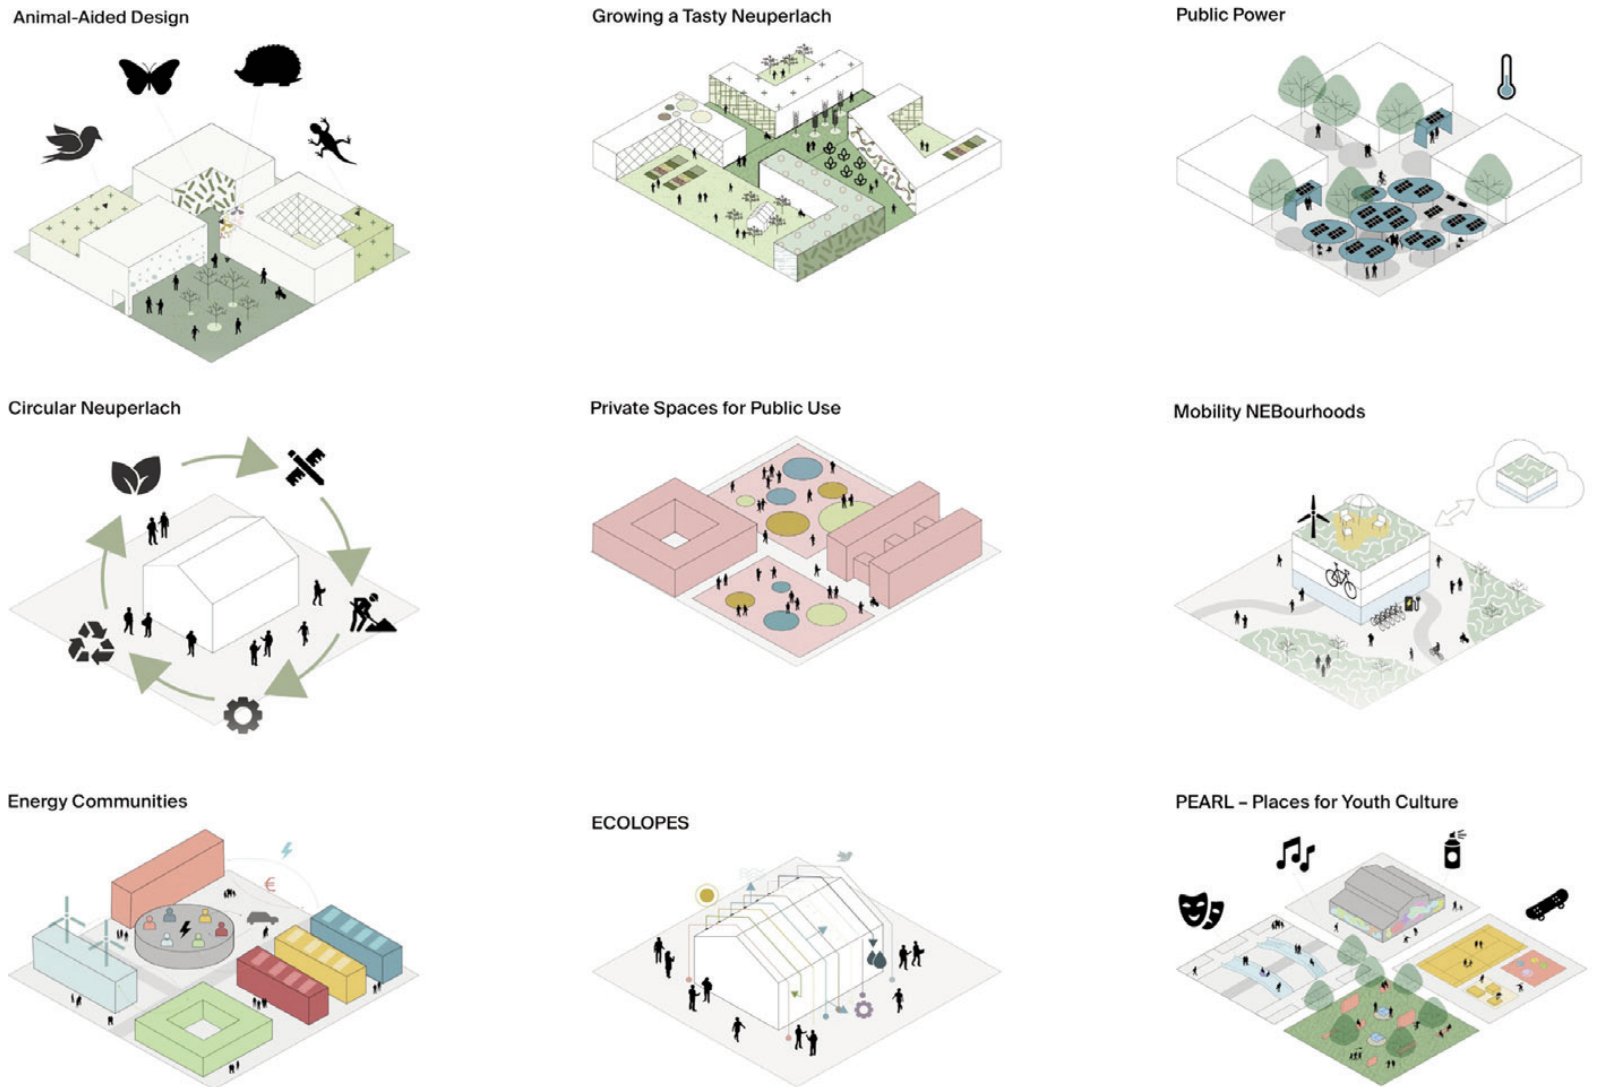 Animal-Aided Design
Growing a Tasty Neuperlach
Public Power
Circular Neuperlach
Private Spaces for Public Use
Mobility NEBourhoods
Energy Communities
€
ECOLOPES
PEARL – Places for Youth Culture